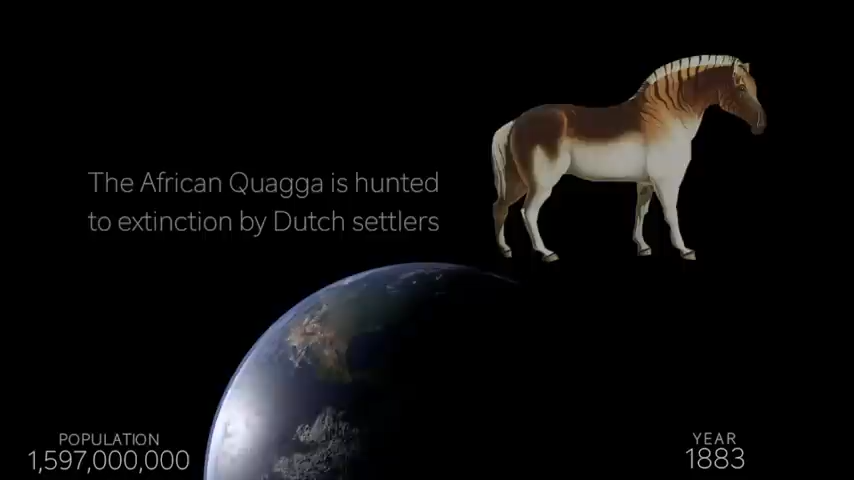 The African Quagga is hunted
to extinction by Dutch settlers
POPULATION
1,597,000,000
YEAR
1883